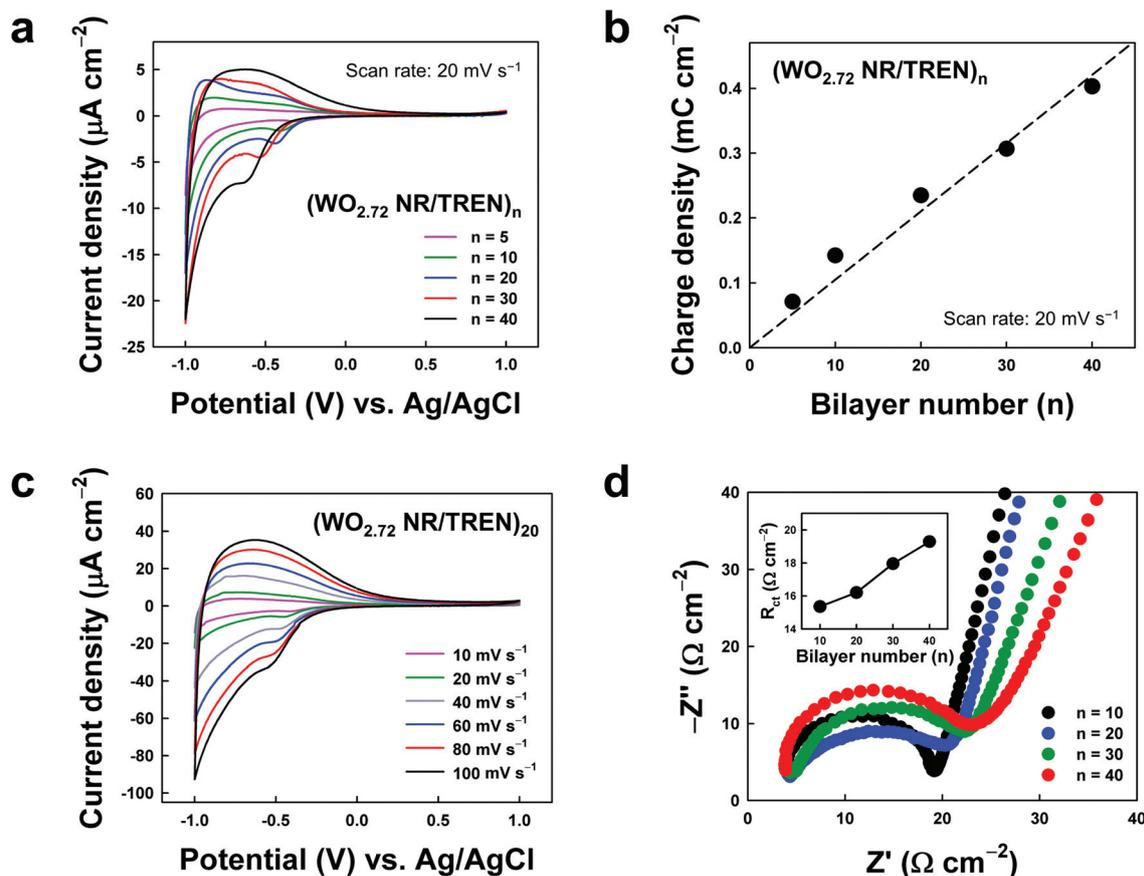 a
Current density (μA cm⁻²)
5
0
-5
-10
-15
-20
-25
Scan rate: 20 mV s⁻¹
(WO₂.₇₂ NR/TREN)ₙ
n = 5
n = 10
n = 20
n = 30
n = 40
-1.0 -0.5 0.0 0.5 1.0
Potential (V) vs. Ag/AgCl
b
Charge density (mC cm⁻²)
0.4
0.3
0.2
0.1
0.0
(WO₂.₇₂ NR/TREN)ₙ
Scan rate: 20 mV s⁻¹
0 10 20 30 40
Bilayer number (n)
c
Current density (μA cm⁻²)
60
40
20
0
-20
-40
-60
-80
-100
(WO₂.₇₂ NR/TREN)₂₀
10 mV s⁻¹
20 mV s⁻¹
40 mV s⁻¹
60 mV s⁻¹
80 mV s⁻¹
100 mV s⁻¹
-1.0 -0.5 0.0 0.5 1.0
Potential (V) vs. Ag/AgCl
d
–Z" (Ω cm⁻²)
40
30
20
10
0
R_ct (Ω cm⁻²)
20
18
16
14
10 20 30 40
Bilayer number (n)
n = 10
n = 20
n = 30
n = 40
0 10 20 30 40
Z' (Ω cm⁻²)